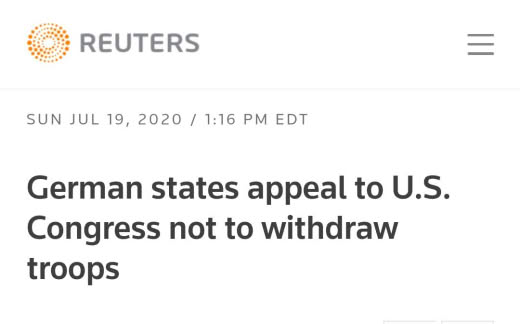 REUTERS
SUN JUL 19, 2020 / 1:16 PM EDT
German states appeal to U.S.
Congress not to withdraw
troops